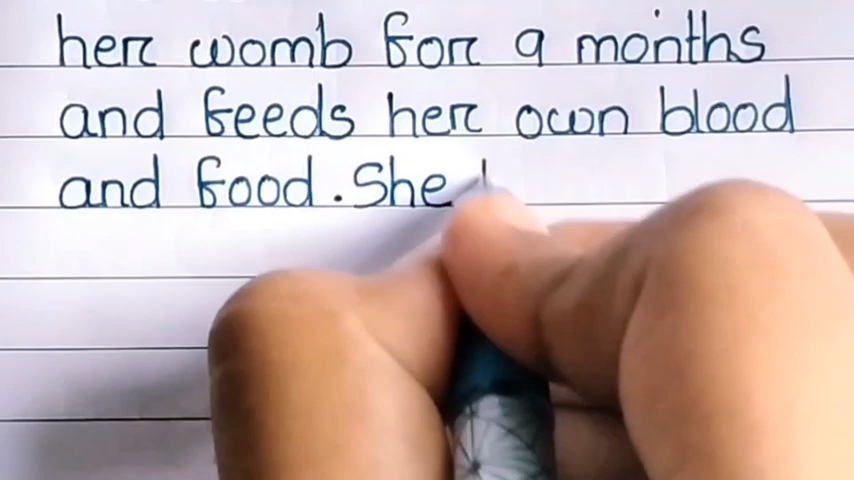 her womb for 9 months
and feeds her own blood
and food. She